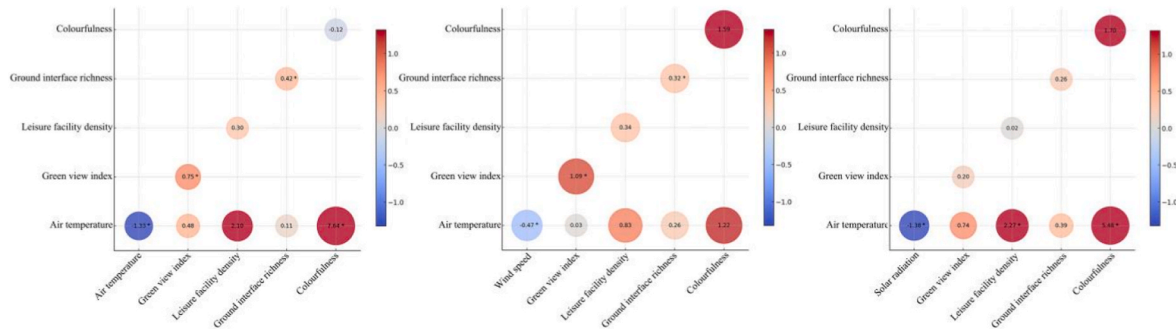 Colourfulness
-0.12
Ground interface richness
0.42 *
Leisure facility density
0.30
Green view index
0.75 *
Air temperature
-1.33 *
0.48
2.10
0.11
7.64 *
Air temperature
Green view index
Leisure facility density
Ground interface richness
Colourfulness
1.0
0.5
0.0
−0.5
−1.0
Colourfulness
1.59
Ground interface richness
0.32 *
Leisure facility density
0.34
Green view index
1.09 *
Air temperature
-0.47 *
0.03
0.83
0.26
1.22
Wind speed
Green view index
Leisure facility density
Ground interface richness
Colourfulness
1.0
0.5
0.0
−0.5
−1.0
Colourfulness
1.70
Ground interface richness
0.26
Leisure facility density
0.02
Green view index
0.20
Air temperature
-1.38 *
0.74
2.27 *
0.39
5.48 *
Solar radiation
Green view index
Leisure facility density
Ground interface richness
Colourfulness
1.0
0.5
0.0
−0.5
−1.0